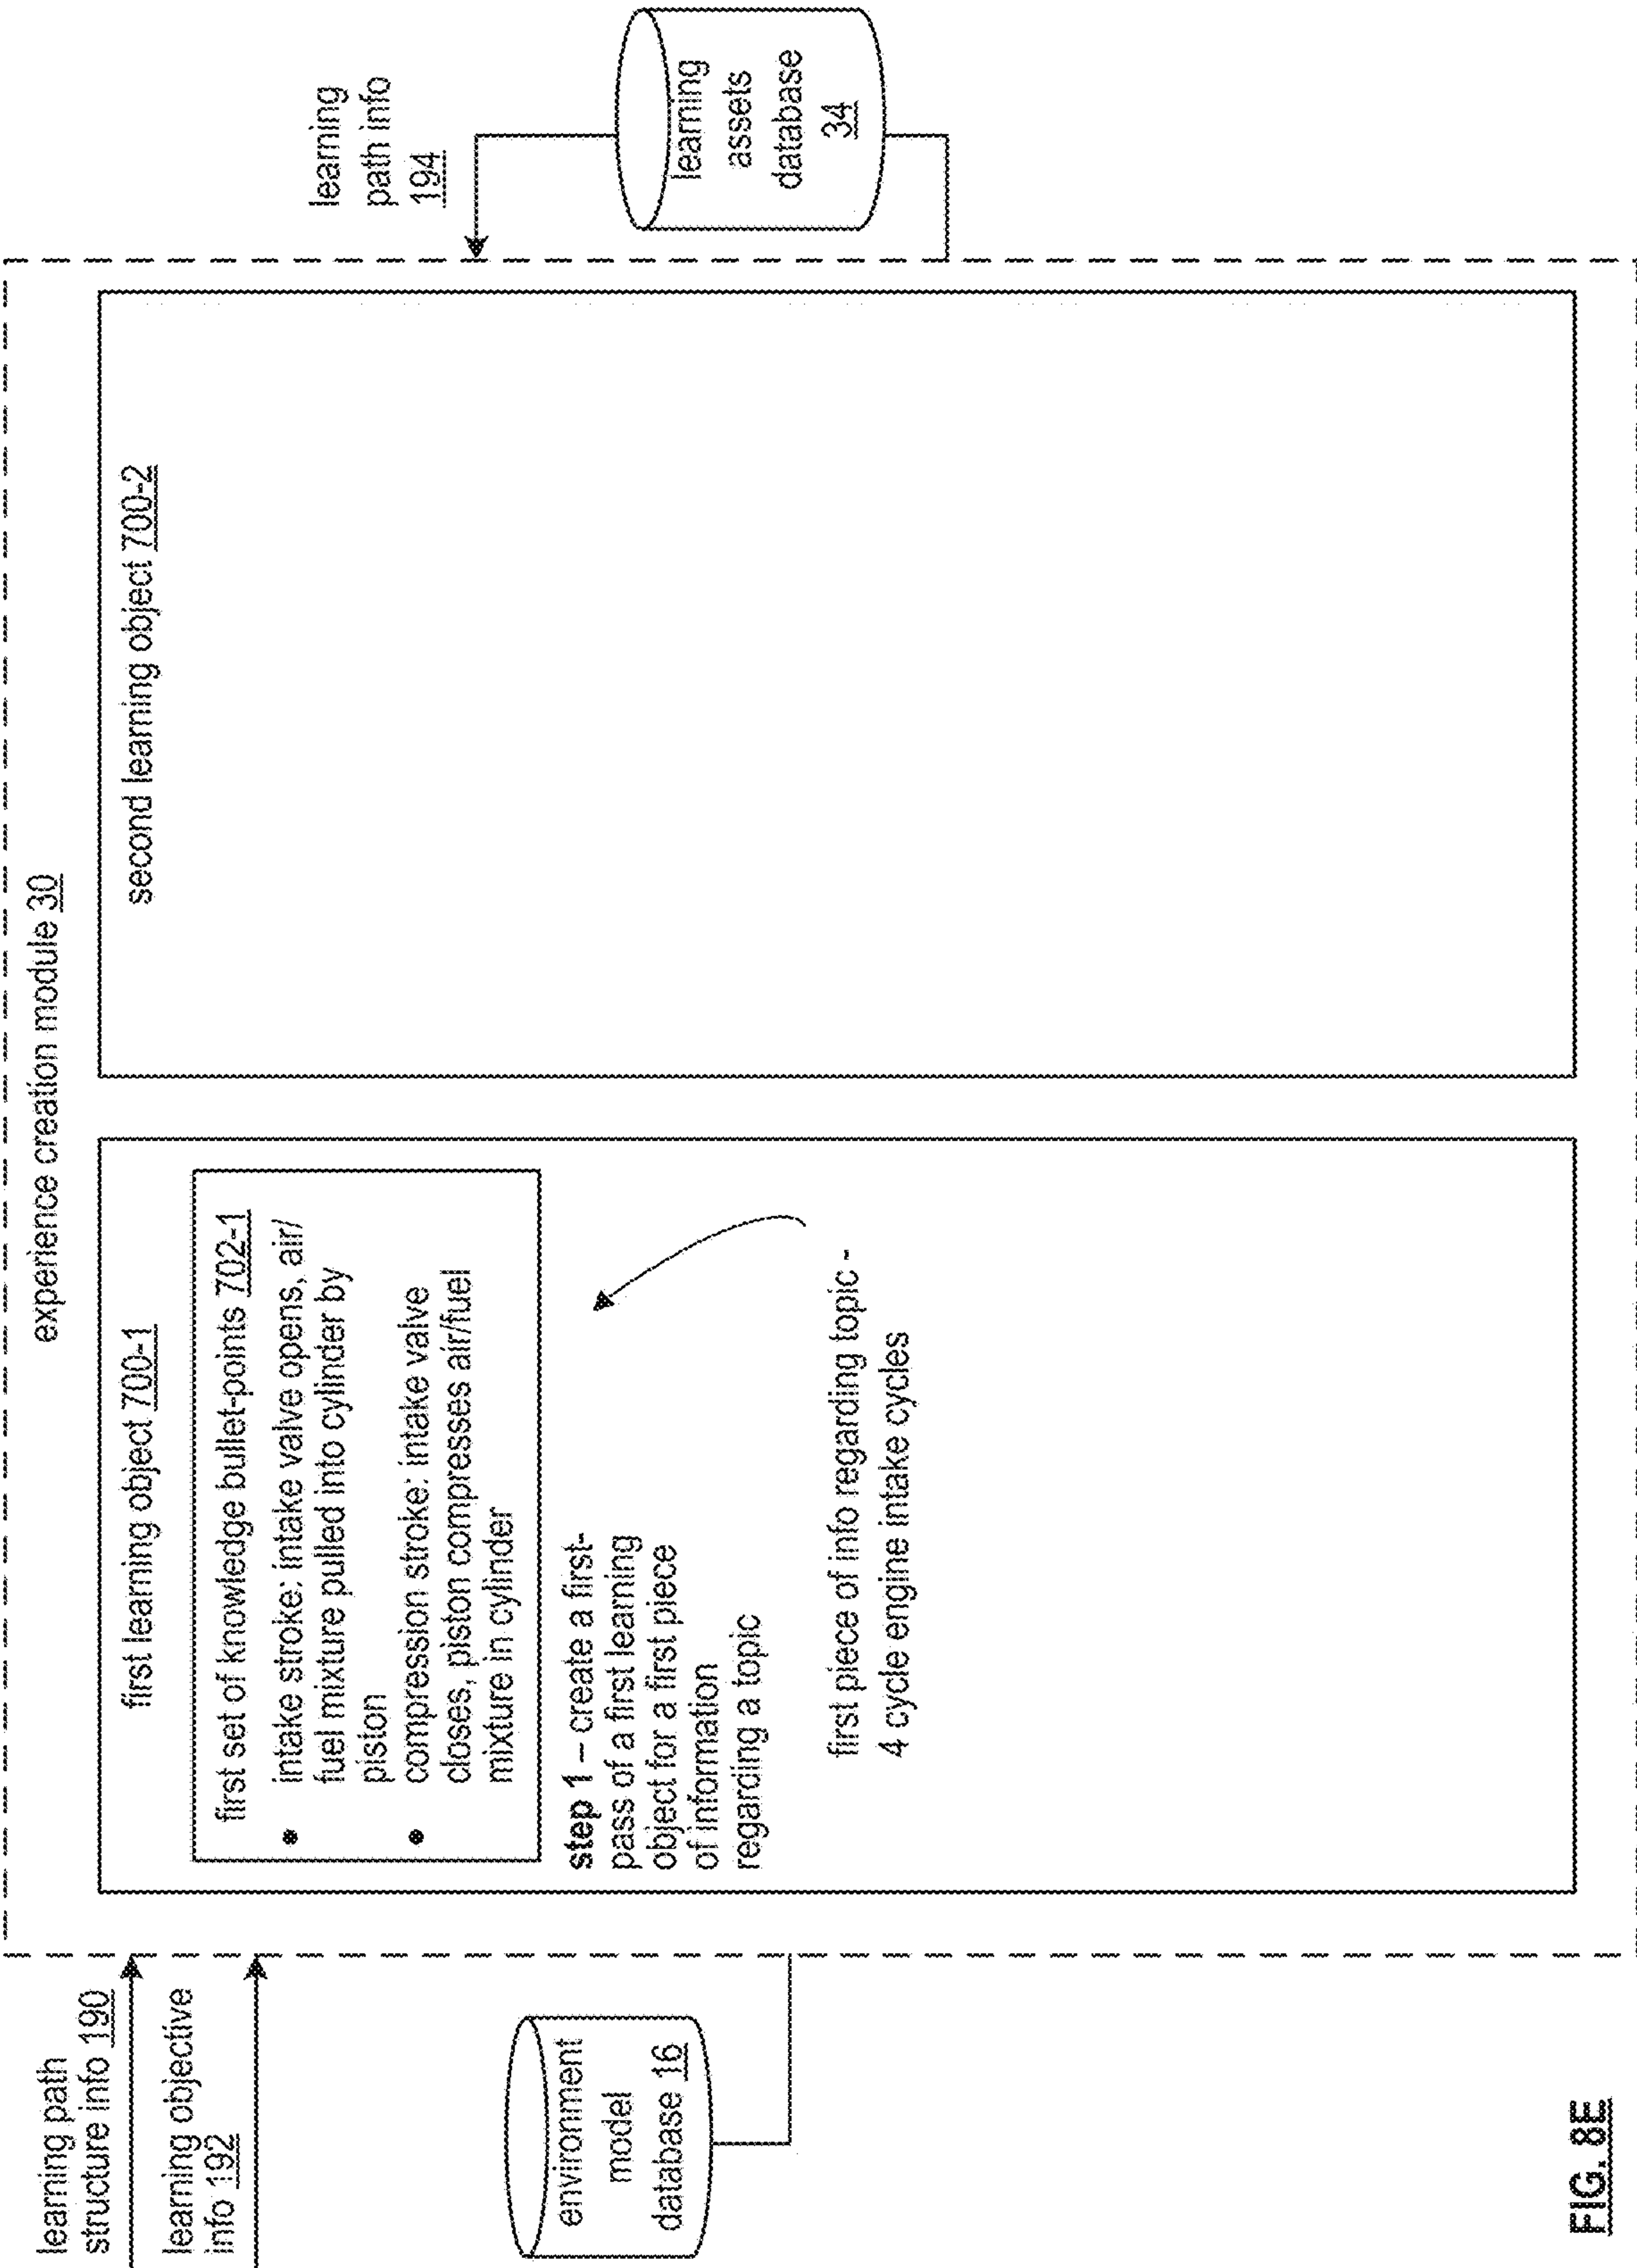 experience creation module 30
learning path
structure info 190
learning objective
info 192
environment
model
database 16
first learning object 700-1
first set of knowledge bullet-points 702-1
• intake stroke: intake valve opens, air/
fuel mixture pulled into cylinder by
piston
• compression stroke: intake valve
closes, piston compresses air/fuel
mixture in cylinder
step 1 – create a first-
pass of a first learning
object for a first piece
of information
regarding a topic
first piece of info regarding topic -
4 cycle engine intake cycles
second learning object 700-2
learning
path info
194
learning
assets
database
34
FIG. 8E